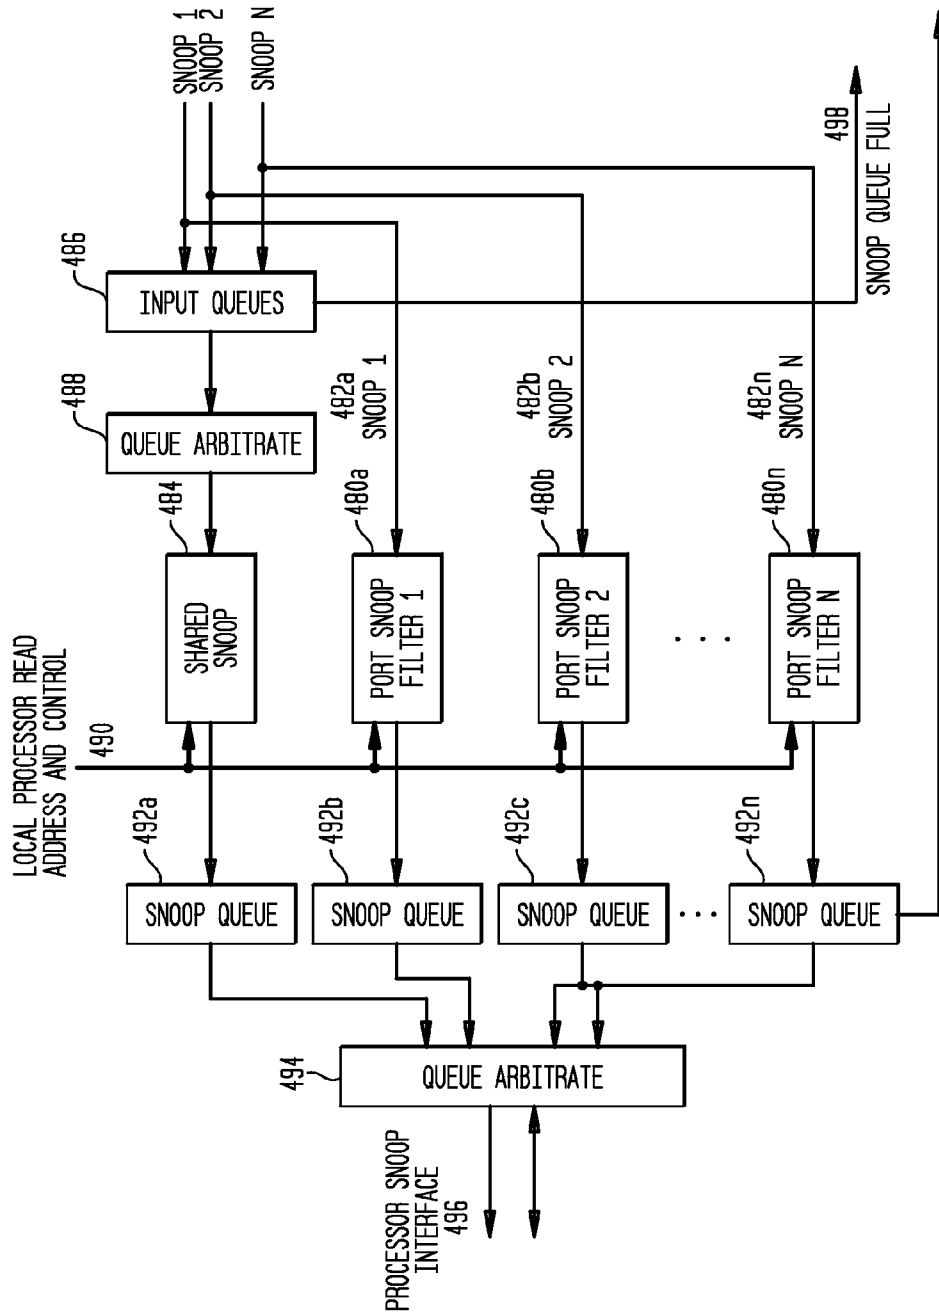 LOCAL PROCESSOR READ
ADDRESS AND CONTROL
490
SNOOP 1
SNOOP 2
SNOOP N
486
INPUT QUEUES
488
QUEUE ARBITRATE
484
SHARED
SNOOP
492a
SNOOP QUEUE
482a
SNOOP 1
480a
PORT SNOOP
FILTER 1
492b
SNOOP QUEUE
482b
SNOOP 2
480b
PORT SNOOP
FILTER 2
492c
SNOOP QUEUE
. . .
482n
SNOOP N
480n
PORT SNOOP
FILTER N
492n
SNOOP QUEUE
. . .
498
SNOOP QUEUE FULL
494
QUEUE ARBITRATE
PROCESSOR SNOOP
INTERFACE
496